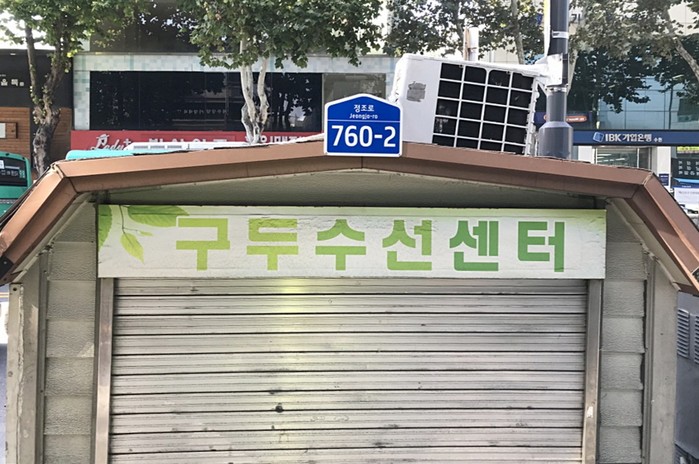 정조로
Jeongjo-ro
760-2
IBK기업은행
구두수선센터